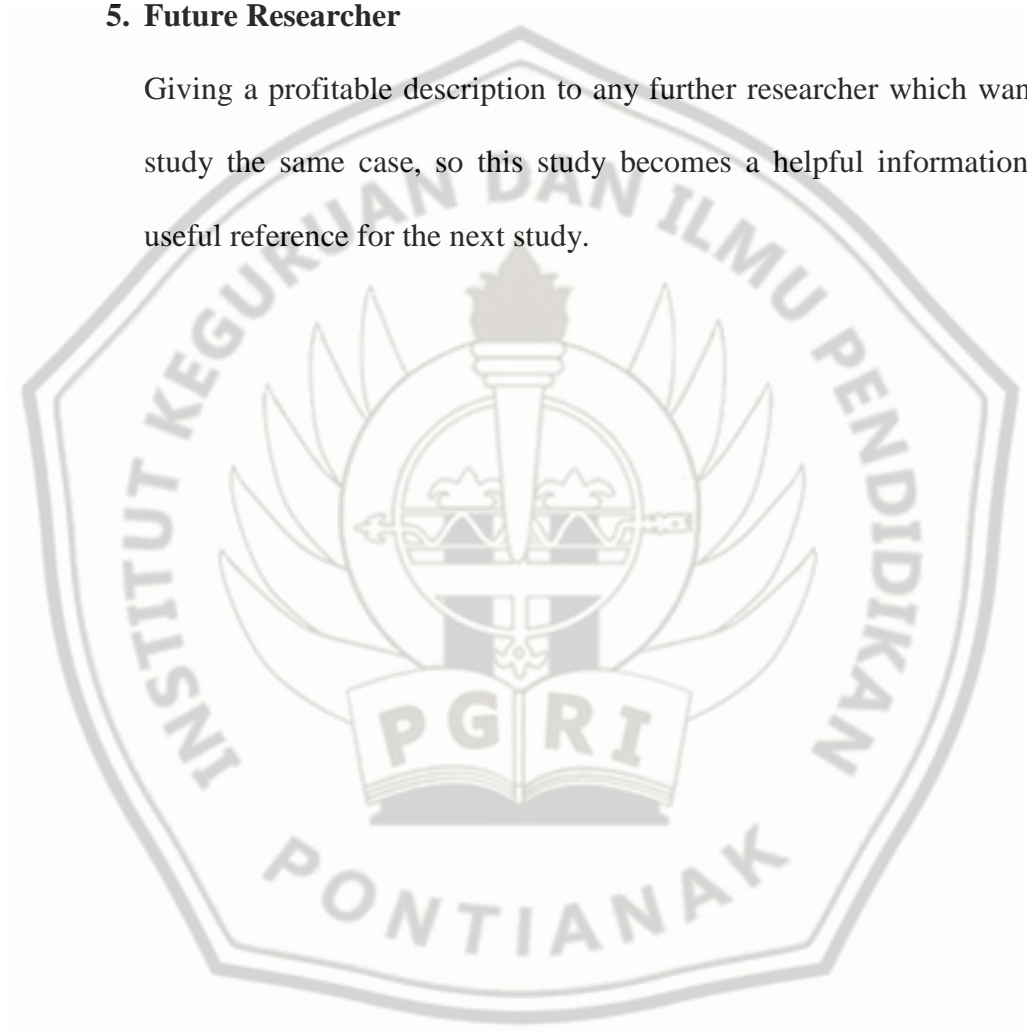 5. Future Researcher
Giving a profitable description to any further researcher which wan
study the same case, so this study becomes a helpful information
useful reference for the next study.
INSTITUT KEGURUAN DAN ILMU PENDIDIKAN
PGRI
PONTIANAK